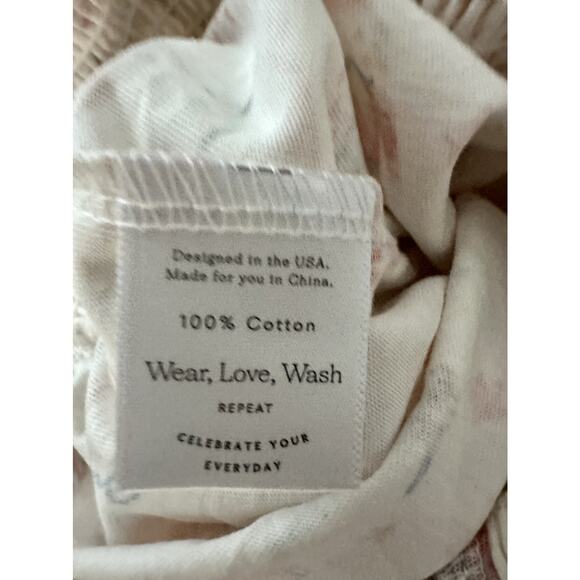 Designed in the USA.
Made for you in China.
100% Cotton
Wear, Love, Wash
REPEAT
CELEBRATE YOUR
EVERYDAY